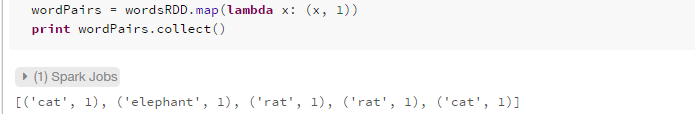 wordPairs = wordsRDD.map(lambda x: (x, 1))
print wordPairs.collect()
(1) Spark Jobs
[('cat', 1), ('elephant', 1), ('rat', 1), ('rat', 1), ('cat', 1)]